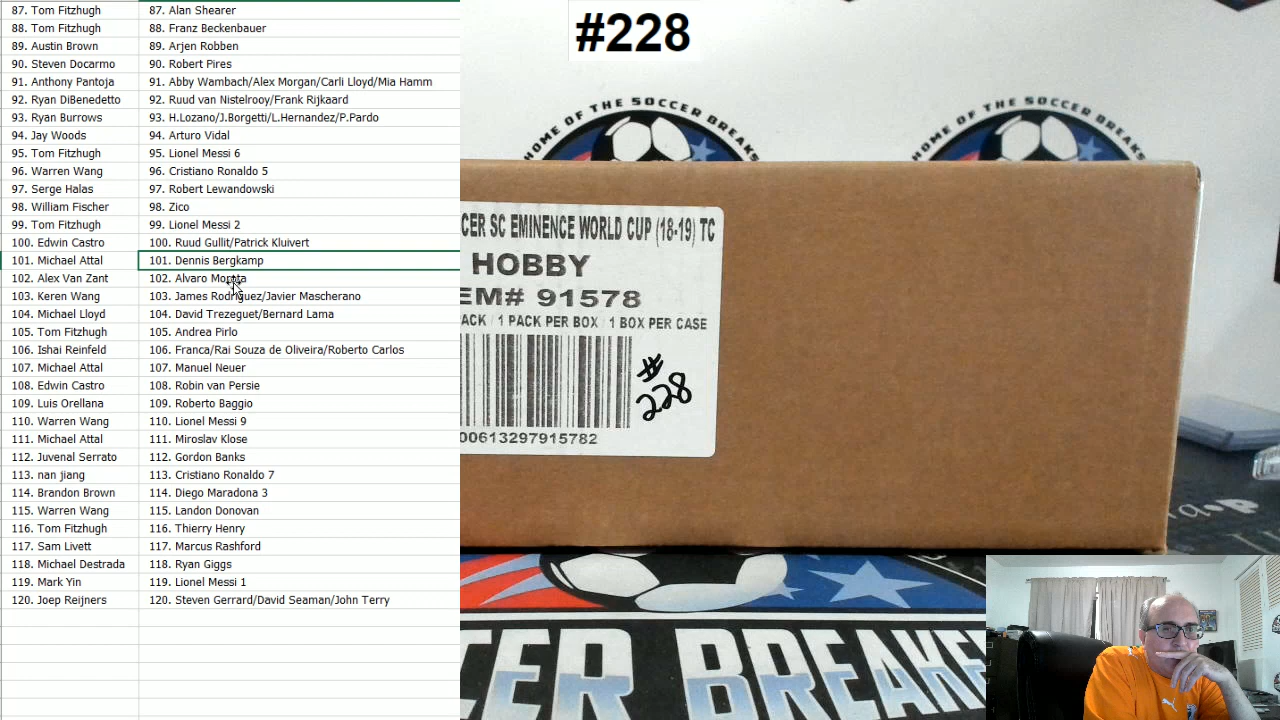 87. Tom Fitzhugh 87. Alan Shearer
88. Tom Fitzhugh 88. Franz Beckenbauer
89. Austin Brown 89. Arjen Robben
90. Steven Docarmo 90. Robert Pires
91. Anthony Pantoja 91. Abby Wambach/Alex Morgan/Carli Lloyd/Mia Hamm
92. Ryan DiBenedetto 92. Ruud van Nistelrooy/Frank Rijkaard
93. Ryan Burrows 93. H.Lozano/J.Borgetti/L.Hernandez/P.Pardo
94. Jay Woods 94. Arturo Vidal
95. Tom Fitzhugh 95. Lionel Messi 6
96. Warren Wang 96. Cristiano Ronaldo 5
97. Serge Halas 97. Robert Lewandowski
98. William Fischer 98. Zico
99. Tom Fitzhugh 99. Lionel Messi 2
100. Edwin Castro 100. Ruud Gullit/Patrick Kluivert
101. Michael Attal 101. Dennis Bergkamp
102. Alex Van Zant 102. Alvaro Morata
103. Keren Wang 103. James Rodriguez/Javier Mascherano
104. Michael Lloyd 104. David Trezeguet/Bernard Lama
105. Tom Fitzhugh 105. Andrea Pirlo
106. Ishai Reinfeld 106. Franca/Rai Souza de Oliveira/Roberto Carlos
107. Michael Attal 107. Manuel Neuer
108. Edwin Castro 108. Robin van Persie
109. Luis Orellana 109. Roberto Baggio
110. Warren Wang 110. Lionel Messi 9
111. Michael Attal 111. Miroslav Klose
112. Juvenal Serrato 112. Gordon Banks
113. nan jiang 113. Cristiano Ronaldo 7
114. Brandon Brown 114. Diego Maradona 3
115. Warren Wang 115. Landon Donovan
116. Tom Fitzhugh 116. Thierry Henry
117. Sam Livett 117. Marcus Rashford
118. Michael Destrada 118. Ryan Giggs
119. Mark Yin 119. Lionel Messi 1
120. Joep Reijners 120. Steven Gerrard/David Seaman/John Terry
#228
HOME OF THE SOCCER BREAKS
HOME OF THE SOCCER BREAKS
CER SC EMINENCE WORLD CUP (18-19) TC
HOBBY
EM# 91578
ACK / 1 PACK PER BOX / 1 BOX PER CASE
#
228
00613297915782
CER BREAKE